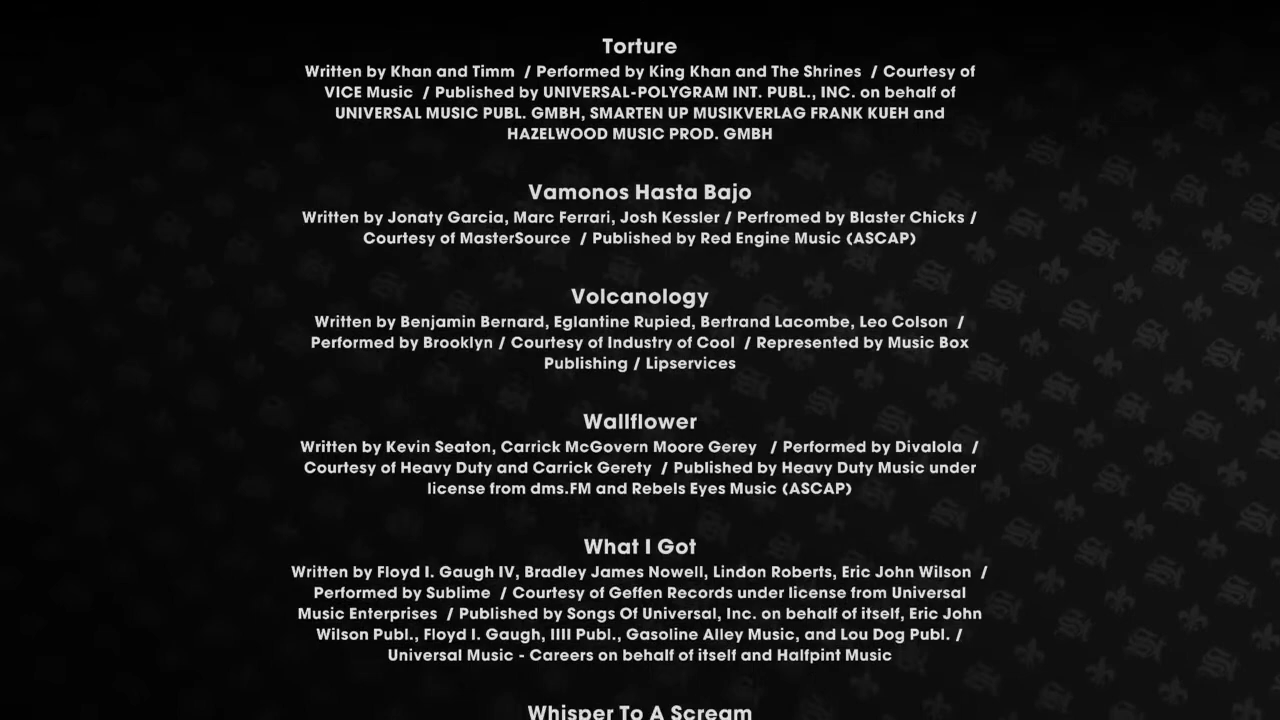 Torture
Written by Khan and Timm / Performed by King Khan and The Shrines / Courtesy of
VICE Music / Published by UNIVERSAL-POLYGRAM INT. PUBL., INC. on behalf of
UNIVERSAL MUSIC PUBL. GMBH, SMARTEN UP MUSIKVERLAG FRANK KUEH and
HAZELWOOD MUSIC PROD. GMBH
Vamonos Hasta Bajo
Written by Jonaty Garcia, Marc Ferrari, Josh Kessler / Perfromed by Blaster Chicks /
Courtesy of MasterSource / Published by Red Engine Music (ASCAP)
Volcanology
Written by Benjamin Bernard, Eglantine Rupied, Bertrand Lacombe, Leo Colson /
Performed by Brooklyn / Courtesy of Industry of Cool / Represented by Music Box
Publishing / Lipservices
Wallflower
Written by Kevin Seaton, Carrick McGovern Moore Gerey / Performed by Divalola /
Courtesy of Heavy Duty and Carrick Gerety / Published by Heavy Duty Music under
license from dms.FM and Rebels Eyes Music (ASCAP)
What I Got
Written by Floyd I. Gaugh IV, Bradley James Nowell, Lindon Roberts, Eric John Wilson /
Performed by Sublime / Courtesy of Geffen Records under license from Universal
Music Enterprises / Published by Songs Of Universal, Inc. on behalf of itself, Eric John
Wilson Publ., Floyd I. Gaugh, IIII Publ., Gasoline Alley Music, and Lou Dog Publ. /
Universal Music - Careers on behalf of itself and Halfpint Music
Whisper To A Scream